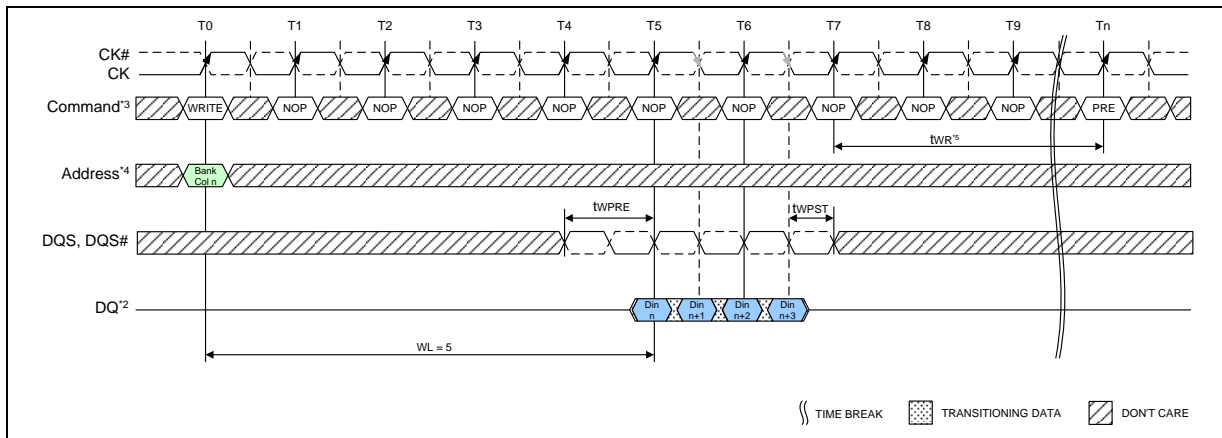 T0 T1 T2 T3 T4 T5 T6 T7 T8 T9 Tn
CK#
CK
Command*3 WRITE NOP NOP NOP NOP NOP NOP NOP NOP NOP PRE
tWR*5
Address*4 Bank Col n
tWPRE tWPST
DQS, DQS#
DQ*2 Din n Din n+1 Din n+2 Din n+3
WL = 5
TIME BREAK TRANSITIONING DATA DON'T CARE